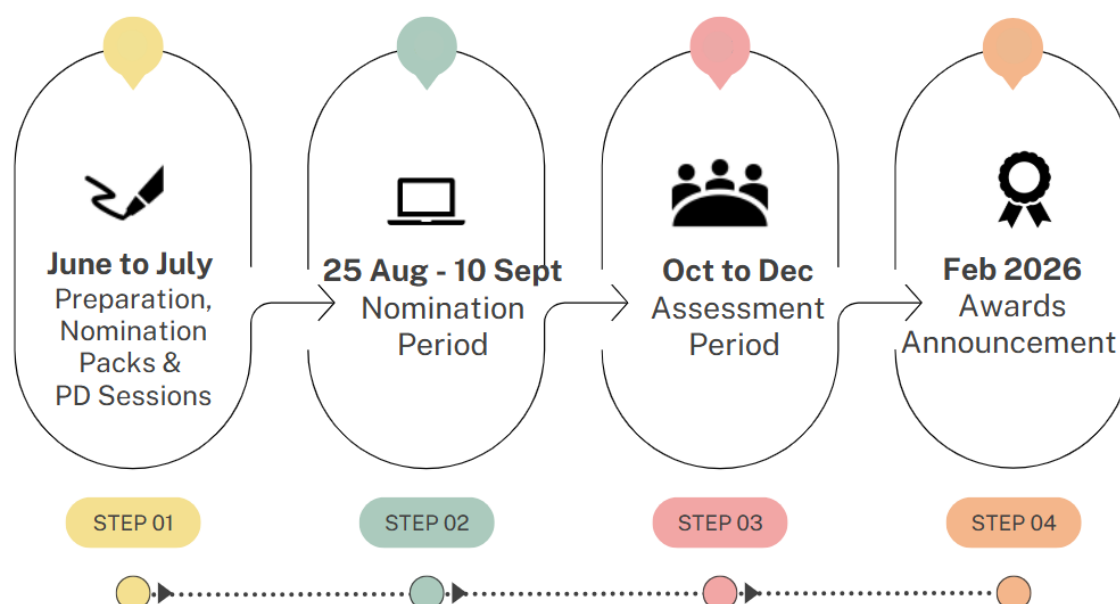 June to July
Preparation,
Nomination
Packs &
PD Sessions
STEP 01
25 Aug - 10 Sept
Nomination
Period
STEP 02
Oct to Dec
Assessment
Period
STEP 03
Feb 2026
Awards
Announcement
STEP 04